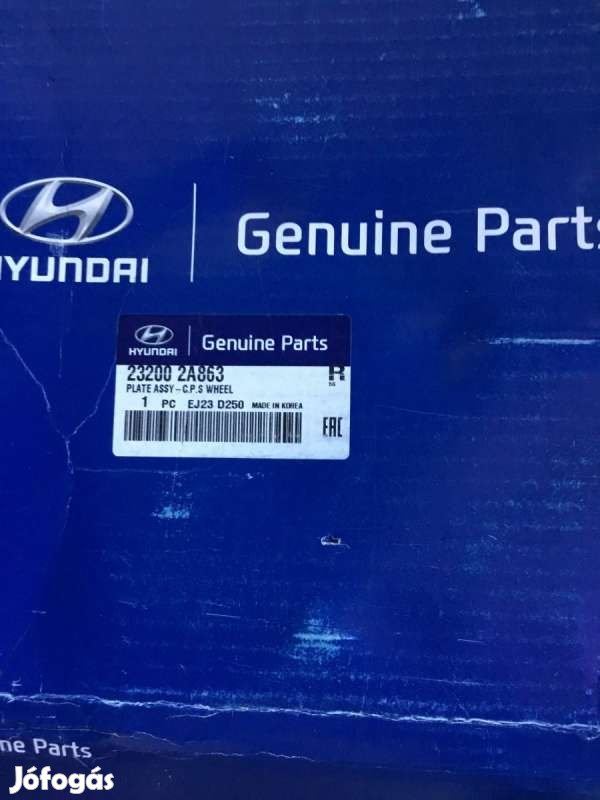 HYUNDAI
Genuine Parts
HYUNDAI
Genuine Parts
23200 2A863
PLATE ASSY-C.P.S WHEEL
1 PC EJ23 D250 MADE IN KOREA
EAC
ne Parts
Jófogás